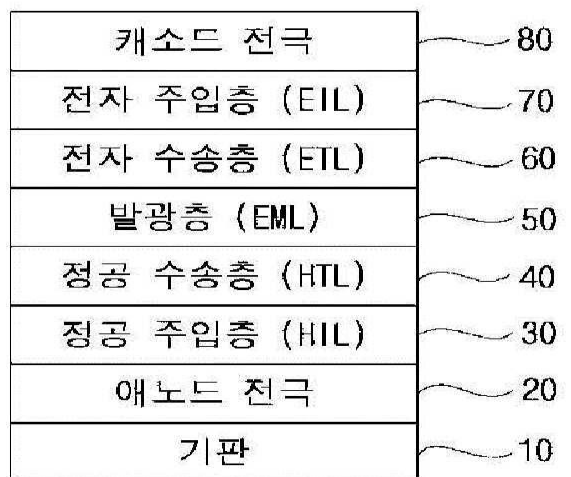 캐소드 전극 80
전자 주입층 (EIL) 70
전자 수송층 (ETL) 60
발광층 (EML) 50
정공 수송층 (HTL) 40
정공 주입층 (HIL) 30
애노드 전극 20
기판 10